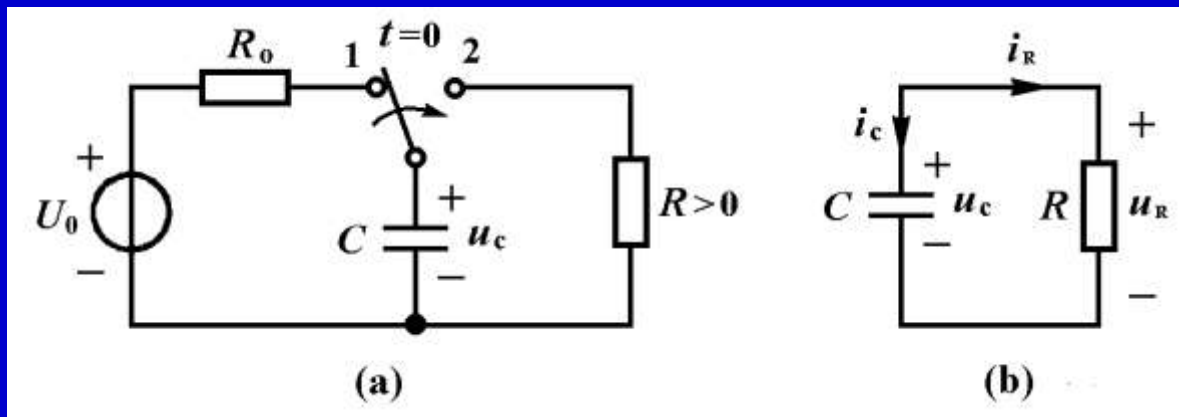 R₀ 1 t=0 2
+ U₀ −
C + u_c −
R>0
(a)
i_R
i_c
C + u_c −
R + u_R −
(b)